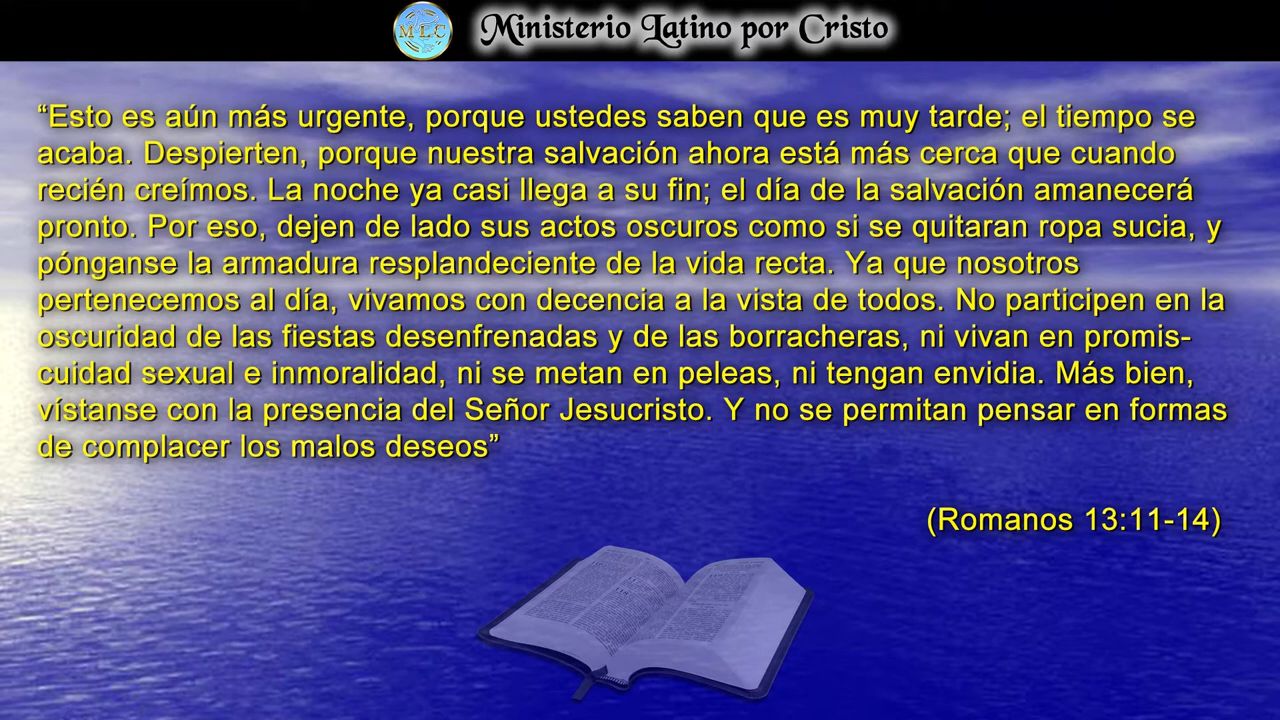 MLC
Ministerio Latino por Cristo
“Esto es aún más urgente, porque ustedes saben que es muy tarde; el tiempo se
acaba. Despierten, porque nuestra salvación ahora está más cerca que cuando
recién creímos. La noche ya casi llega a su fin; el día de la salvación amanecerá
pronto. Por eso, dejen de lado sus actos oscuros como si se quitaran ropa sucia, y
pónganse la armadura resplandeciente de la vida recta. Ya que nosotros
pertenecemos al día, vivamos con decencia a la vista de todos. No participen en la
oscuridad de las fiestas desenfrenadas y de las borracheras, ni vivan en promis-
cuidad sexual e inmoralidad, ni se metan en peleas, ni tengan envidia. Más bien,
vístanse con la presencia del Señor Jesucristo. Y no se permitan pensar en formas
de complacer los malos deseos”
(Romanos 13:11-14)